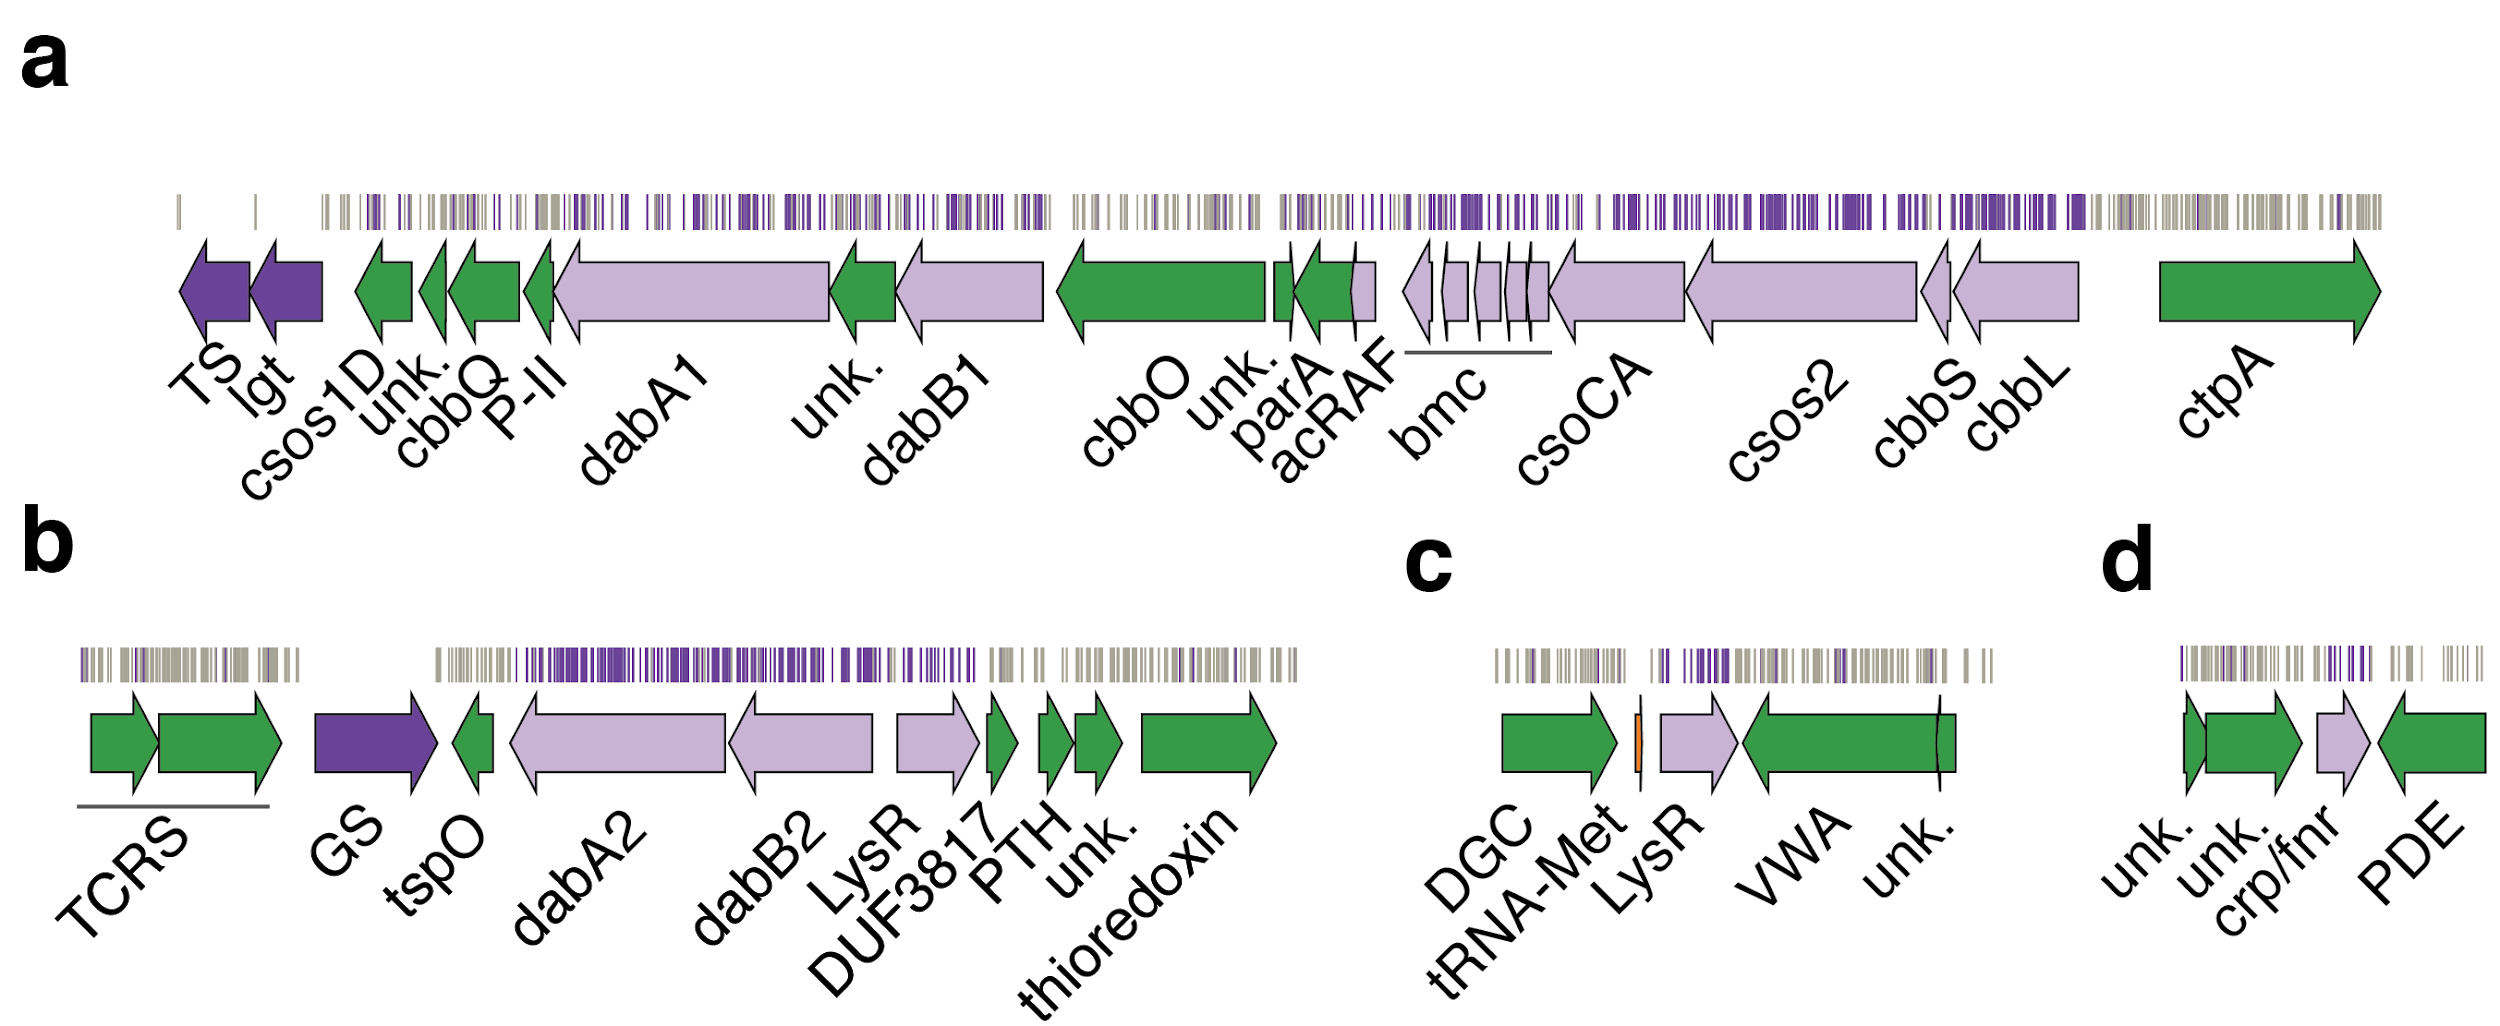 a
TS
lgt
csos1D
unk.
cbbQ
P-II
dabA1
unk.
dabB1
cbbO
unk.
parA
acRAF
bmc
csoCA
csos2
cbbS
cbbL
ctpA
b
TCRS
GS
tspO
dabA2
dabB2
LysR
DUF3817
PTH
unk.
thioredoxin
c
DGC
tRNA-Met
LysR
VWA
unk.
d
unk.
unk.
crp/fnr
PDE